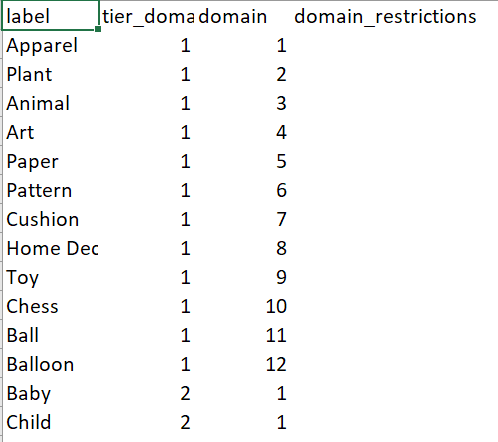 label tier_doma domain domain_restrictions
Apparel 1 1
Plant 1 2
Animal 1 3
Art 1 4
Paper 1 5
Pattern 1 6
Cushion 1 7
Home Dec 1 8
Toy 1 9
Chess 1 10
Ball 1 11
Balloon 1 12
Baby 2 1
Child 2 1